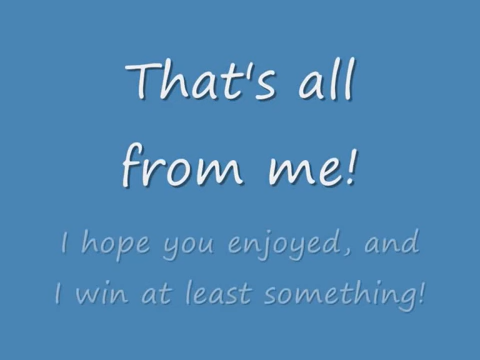 That's all
from me!
I hope you enjoyed, and
I win at least something!